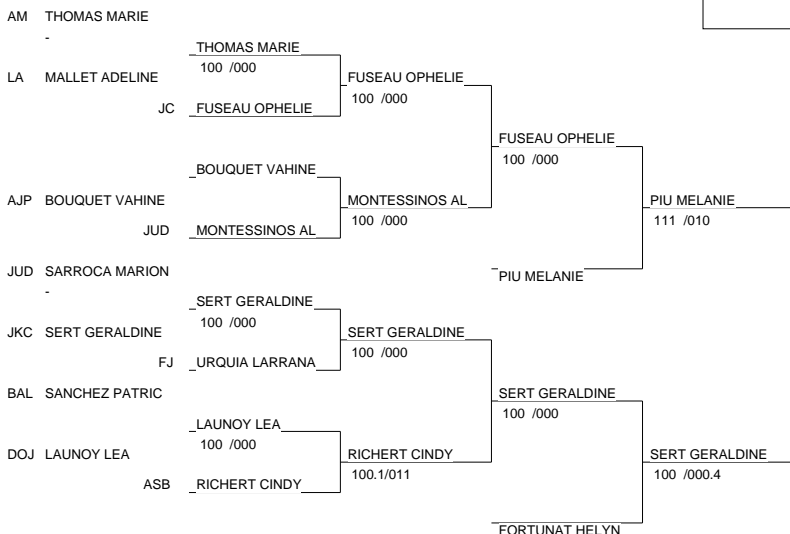 AM THOMAS MARIE
-
THOMAS MARIE
100 /000
LA MALLET ADELINE
FUSEAU OPHELIE
100 /000
JC FUSEAU OPHELIE
FUSEAU OPHELIE
100 /000
BOUQUET VAHINE
AJP BOUQUET VAHINE
MONTESSINOS AL
100 /000
PIU MELANIE
111 /010
JUD MONTESSINOS AL
JUD SARROCA MARION
-
PIU MELANIE
SERT GERALDINE
100 /000
JKC SERT GERALDINE
SERT GERALDINE
100 /000
FJ URQUIA LARRANA
BAL SANCHEZ PATRIC
SERT GERALDINE
100 /000
LAUNOY LEA
100 /000
DOJ LAUNOY LEA
RICHERT CINDY
100.1/011
SERT GERALDINE
100 /000.4
ASB RICHERT CINDY
FORTUNAT HELYN